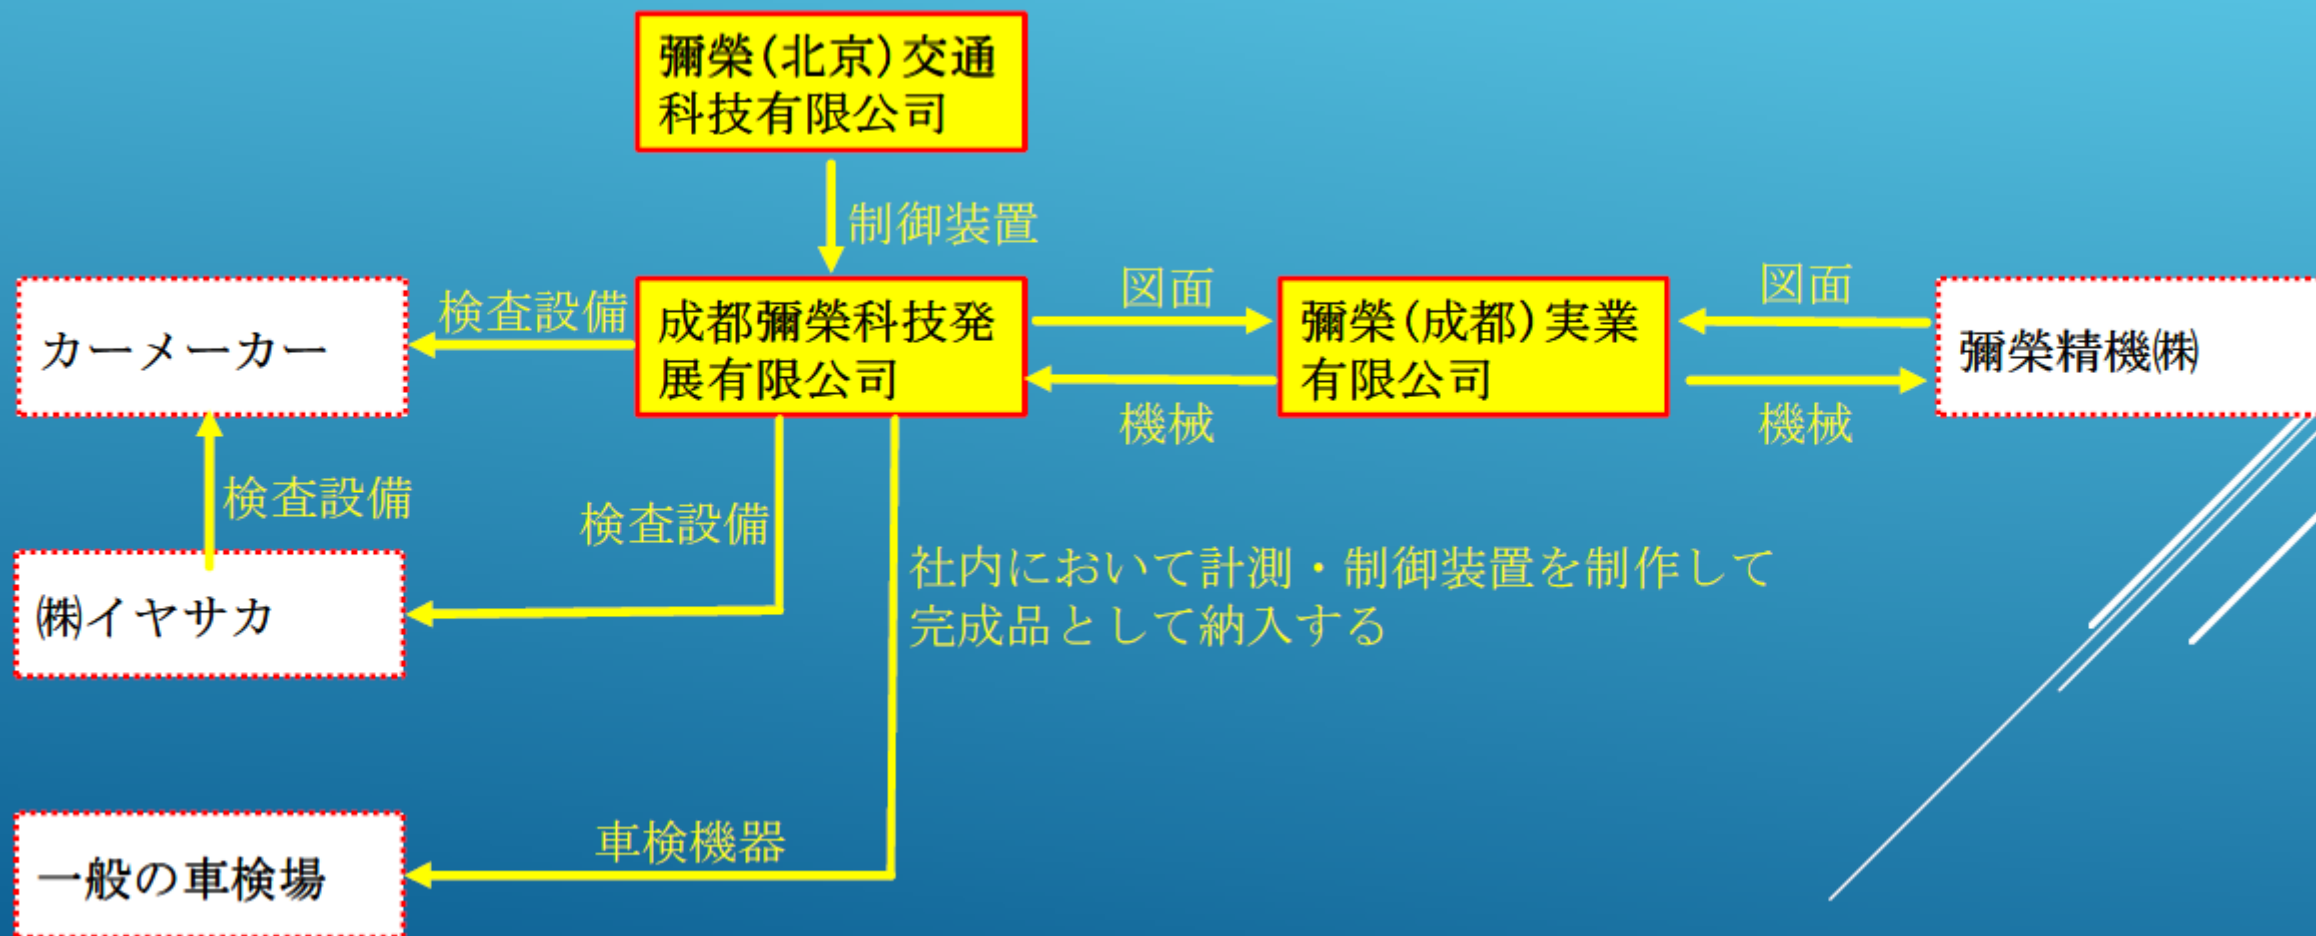 彌榮(北京)交通
科技有限公司
制御装置
カーメーカー
検査設備
成都彌榮科技発
展有限公司
図面
機械
彌榮(成都)実業
有限公司
図面
機械
彌榮精機㈱
検査設備
検査設備
㈱イヤサカ
社内において計測・制御装置を制作して
完成品として納入する
車検機器
一般の車検場